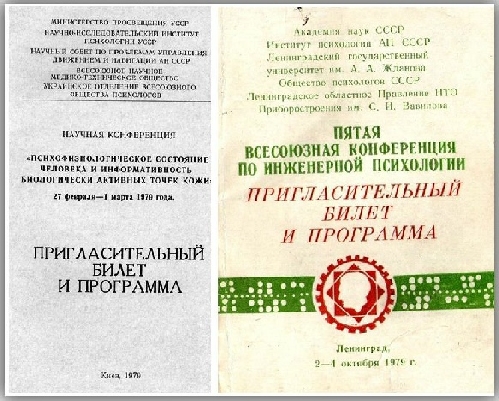 МИНИСТЕРСТВО ПРОСВЕЩЕНИЯ УССР
НАУЧНО-ИССЛЕДОВАТЕЛЬСКИЙ ИНСТИТУТ
ПСИХОЛОГИИ УССР
НАУЧНЫЙ СОВЕТ ПО ПРОБЛЕМАМ УПРАВЛЕНИЯ
ДВИЖЕНИЕМ И НАВИГАЦИИ АН СССР
ВСЕСОЮЗНОЕ НАУЧНОЕ
МЕДИКО-ТЕХНИЧЕСКОЕ ОБЩЕСТВО
УКРАИНСКОЕ ОТДЕЛЕНИЕ ВСЕСОЮЗНОГО
ОБЩЕСТВА ПСИХОЛОГОВ
НАУЧНАЯ КОНФЕРЕНЦИЯ
«ПСИХОФИЗИОЛОГИЧЕСКОЕ СОСТОЯНИЕ
ЧЕЛОВЕКА И ИНФОРМАТИВНОСТЬ
БИОЛОГИЧЕСКИ АКТИВНЫХ ТОЧЕК КОЖИ»
27 февраля—1 марта 1979 года.
ПРИГЛАСИТЕЛЬНЫЙ
БИЛЕТ
И ПРОГРАММА
Киев, 1979
Академия наук СССР
Институт психологии АН СССР
Ленинградский государственный
университет им. А. А. Жданова
Общество психологов СССР
Ленинградское областное Правление НТО
Приборостроения им. С. И. Вавилова
ПЯТАЯ
ВСЕСОЮЗНАЯ КОНФЕРЕНЦИЯ
ПО ИНЖЕНЕРНОЙ ПСИХОЛОГИИ
ПРИГЛАСИТЕЛЬНЫЙ
БИЛЕТ
И ПРОГРАММА
Ленинград,
2—4 октября 1979 г.